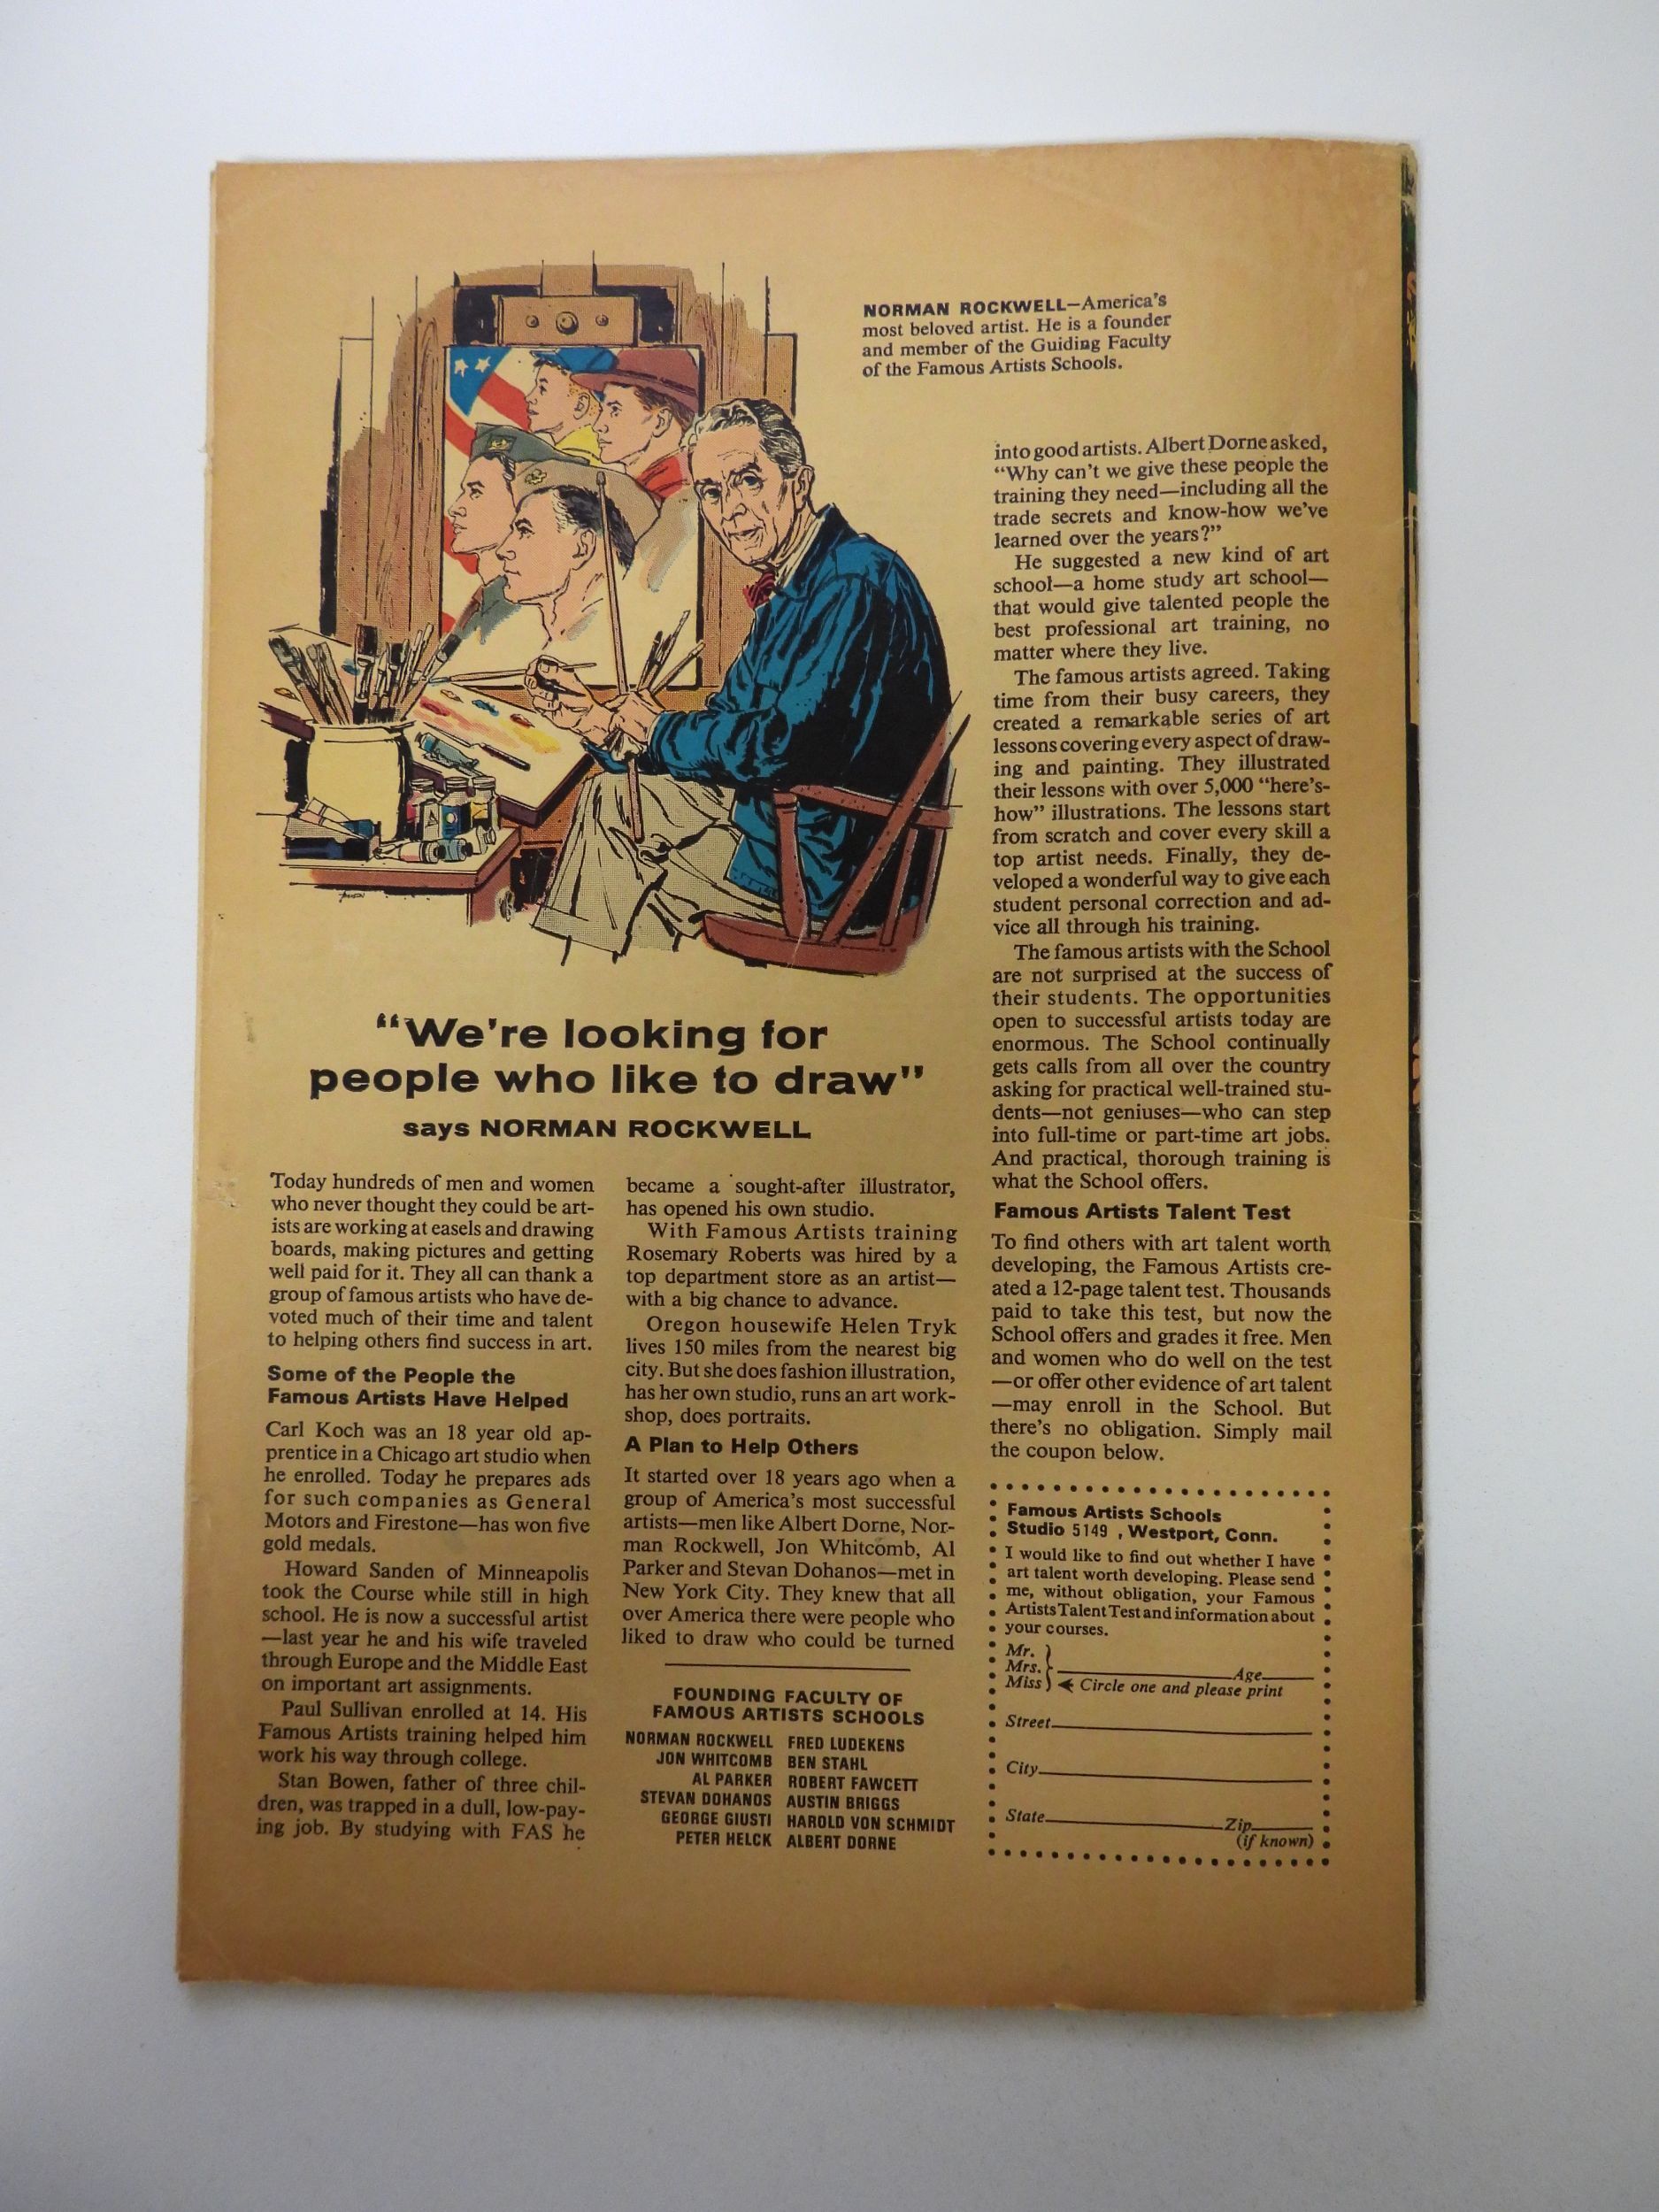 NORMAN ROCKWELL—America's
most beloved artist. He is a founder
and member of the Guiding Faculty
of the Famous Artists Schools.
"We're looking for
people who like to draw"
says NORMAN ROCKWELL
Today hundreds of men and women
who never thought they could be art-
ists are working at easels and drawing
boards, making pictures and getting
well paid for it. They all can thank a
group of famous artists who have de-
voted much of their time and talent
to helping others find success in art.
Some of the People the
Famous Artists Have Helped
Carl Koch was an 18 year old ap-
prentice in a Chicago art studio when
he enrolled. Today he prepares ads
for such companies as General
Motors and Firestone—has won five
gold medals.
Howard Sanden of Minneapolis
took the Course while still in high
school. He is now a successful artist
—last year he and his wife traveled
through Europe and the Middle East
on important art assignments.
Paul Sullivan enrolled at 14. His
Famous Artists training helped him
work his way through college.
Stan Bowen, father of three chil-
dren, was trapped in a dull, low-pay-
ing job. By studying with FAS he
became a sought-after illustrator,
has opened his own studio.
With Famous Artists training
Rosemary Roberts was hired by a
top department store as an artist—
with a big chance to advance.
Oregon housewife Helen Tryk
lives 150 miles from the nearest big
city. But she does fashion illustration,
has her own studio, runs an art work-
shop, does portraits.
A Plan to Help Others
It started over 18 years ago when a
group of America's most successful
artists—men like Albert Dorne, Nor-
man Rockwell, Jon Whitcomb, Al
Parker and Stevan Dohanos—met in
New York City. They knew that all
over America there were people who
liked to draw who could be turned
FOUNDING FACULTY OF
FAMOUS ARTISTS SCHOOLS
NORMAN ROCKWELL FRED LUDEKENS
JON WHITCOMB BEN STAHL
AL PARKER ROBERT FAWCETT
STEVAN DOHANOS AUSTIN BRIGGS
GEORGE GIUSTI HAROLD VON SCHMIDT
PETER HELCK ALBERT DORNE
into good artists. Albert Dorne asked,
"Why can't we give these people the
training they need—including all the
trade secrets and know-how we've
learned over the years?"
He suggested a new kind of art
school—a home study art school—
that would give talented people the
best professional art training, no
matter where they live.
The famous artists agreed. Taking
time from their busy careers, they
created a remarkable series of art
lessons covering every aspect of draw-
ing and painting. They illustrated
their lessons with over 5,000 "here's-
how" illustrations. The lessons start
from scratch and cover every skill a
top artist needs. Finally, they de-
veloped a wonderful way to give each
student personal correction and ad-
vice all through his training.
The famous artists with the School
are not surprised at the success of
their students. The opportunities
open to successful artists today are
enormous. The School continually
gets calls from all over the country
asking for practical well-trained stu-
dents—not geniuses—who can step
into full-time or part-time art jobs.
And practical, thorough training is
what the School offers.
Famous Artists Talent Test
To find others with art talent worth
developing, the Famous Artists cre-
ated a 12-page talent test. Thousands
paid to take this test, but now the
School offers and grades it free. Men
and women who do well on the test
—or offer other evidence of art talent
—may enroll in the School. But
there's no obligation. Simply mail
the coupon below.
Famous Artists Schools
Studio 5149 , Westport, Conn.
I would like to find out whether I have
art talent worth developing. Please send
me, without obligation, your Famous
Artists Talent Test and information about
your courses.
Mr.
Mrs. Age
Miss Circle one and please print
Street
City
State Zip
(if known)